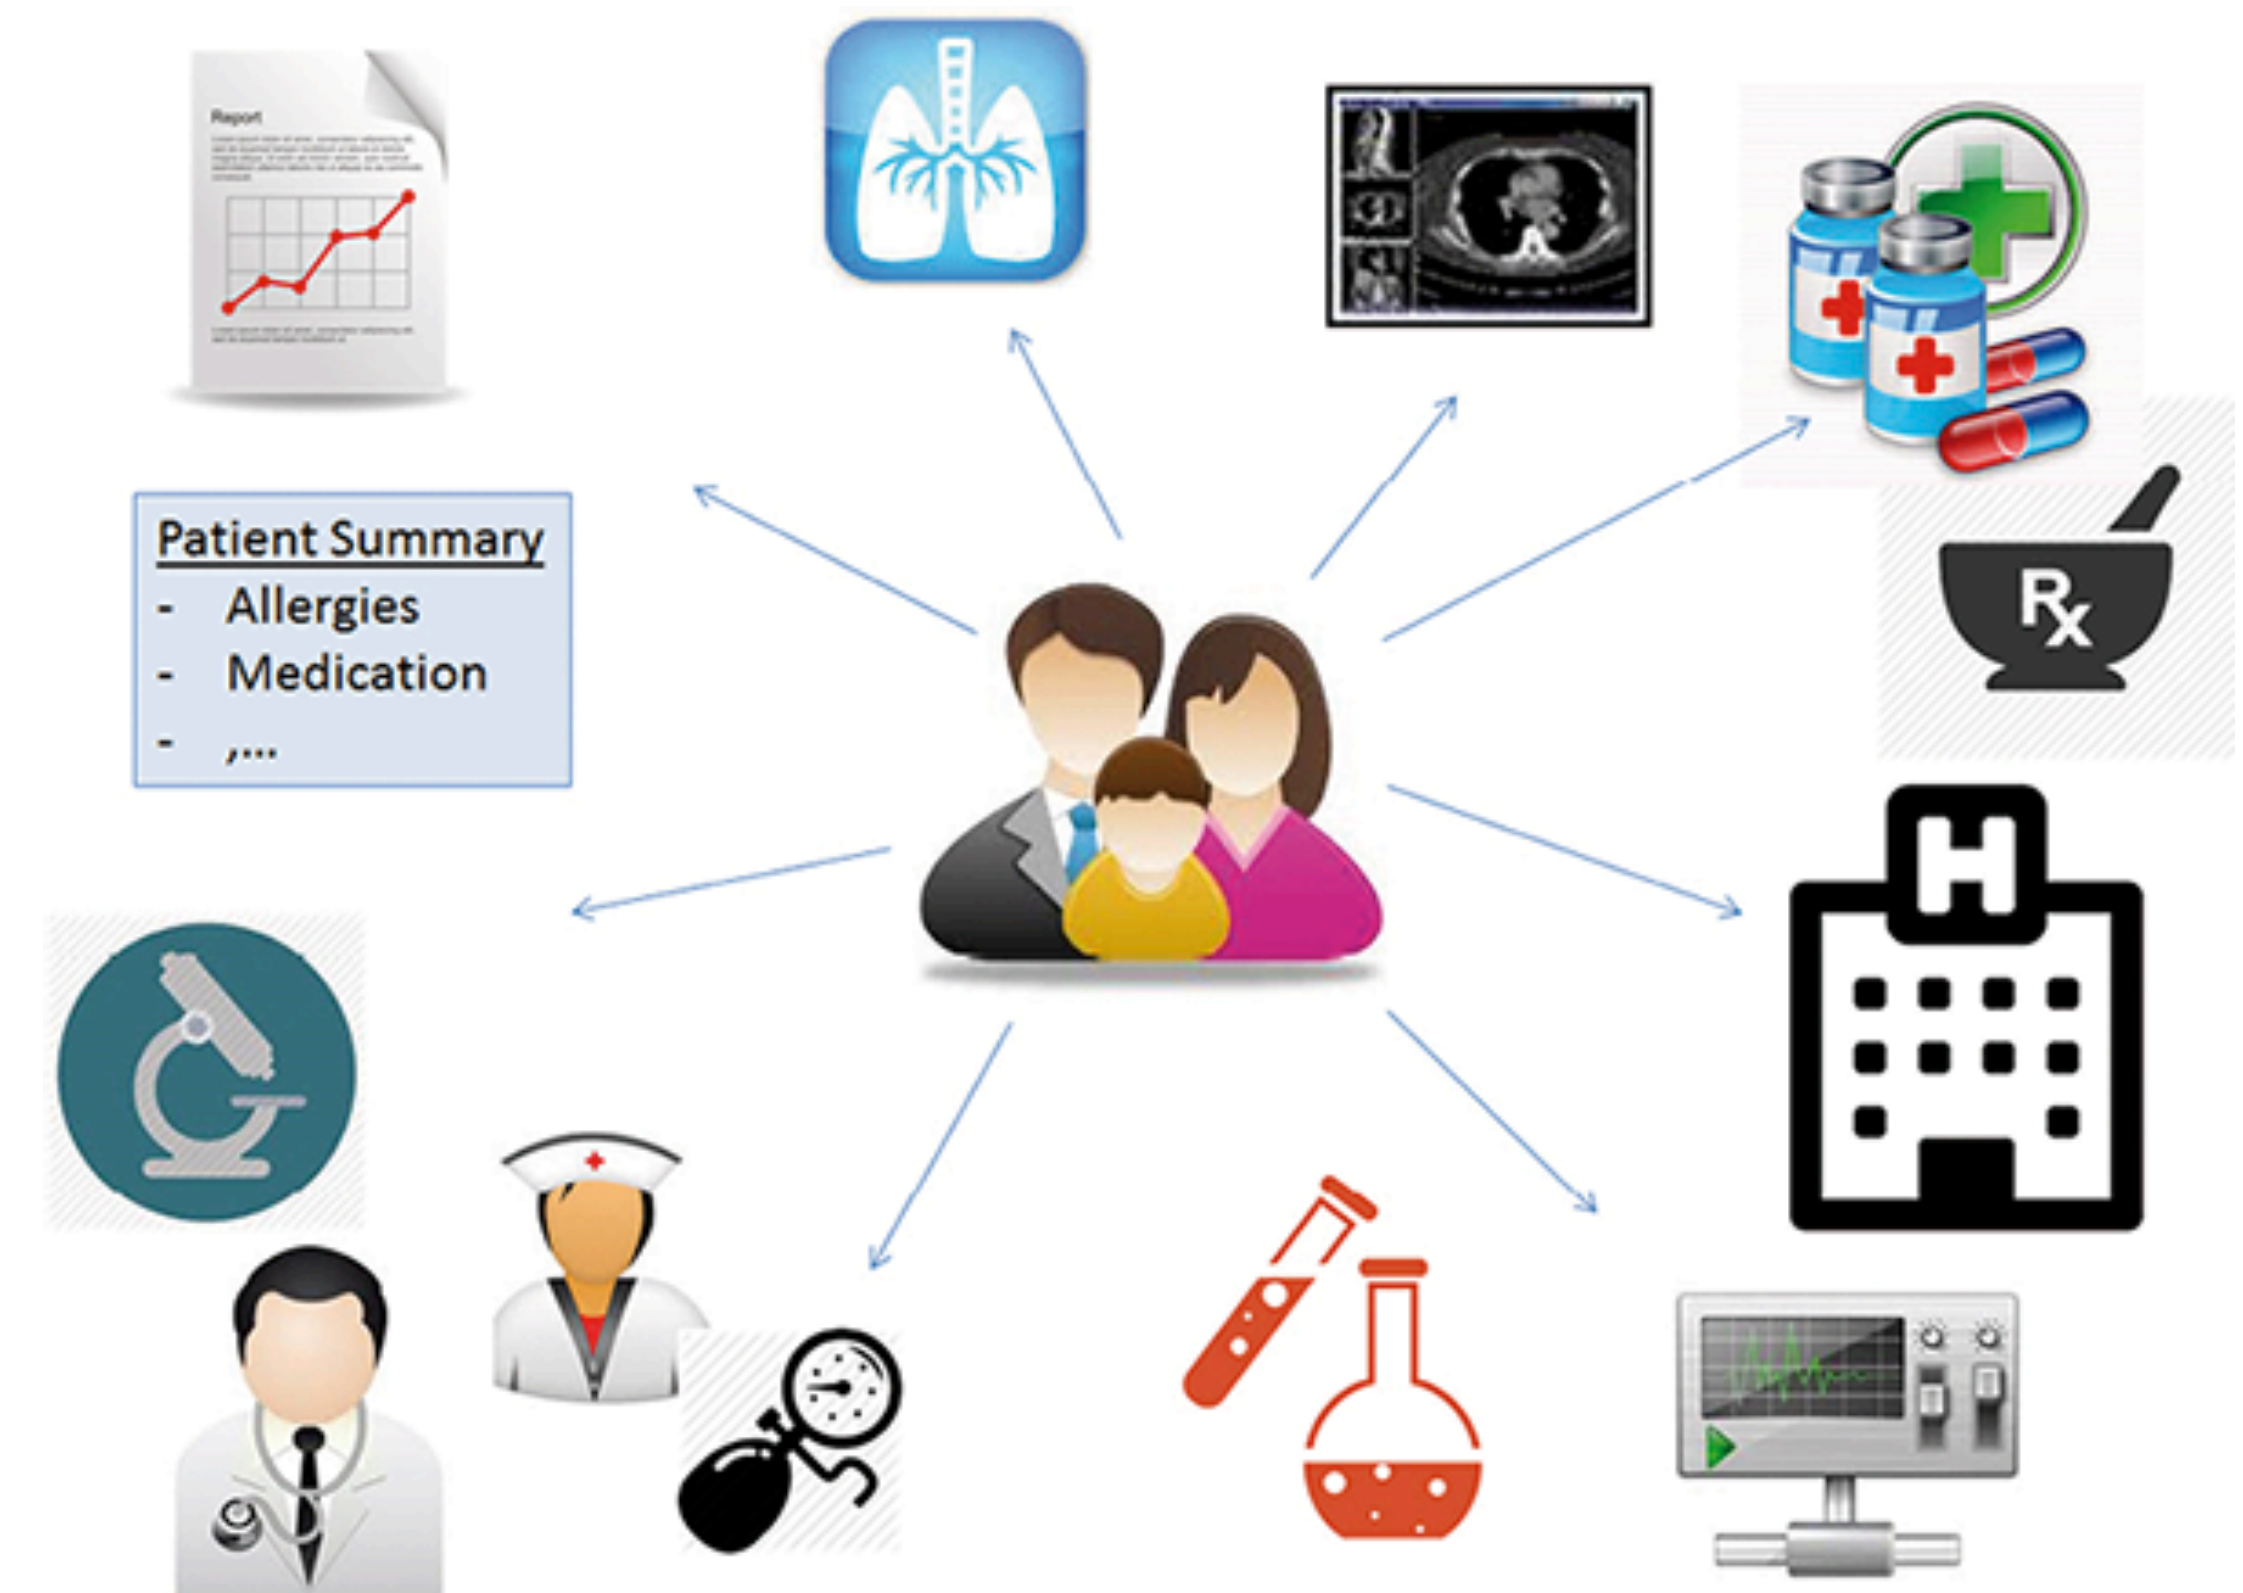 Report
Patient Summary
- Allergies
- Medication
- ,...
Rx
H